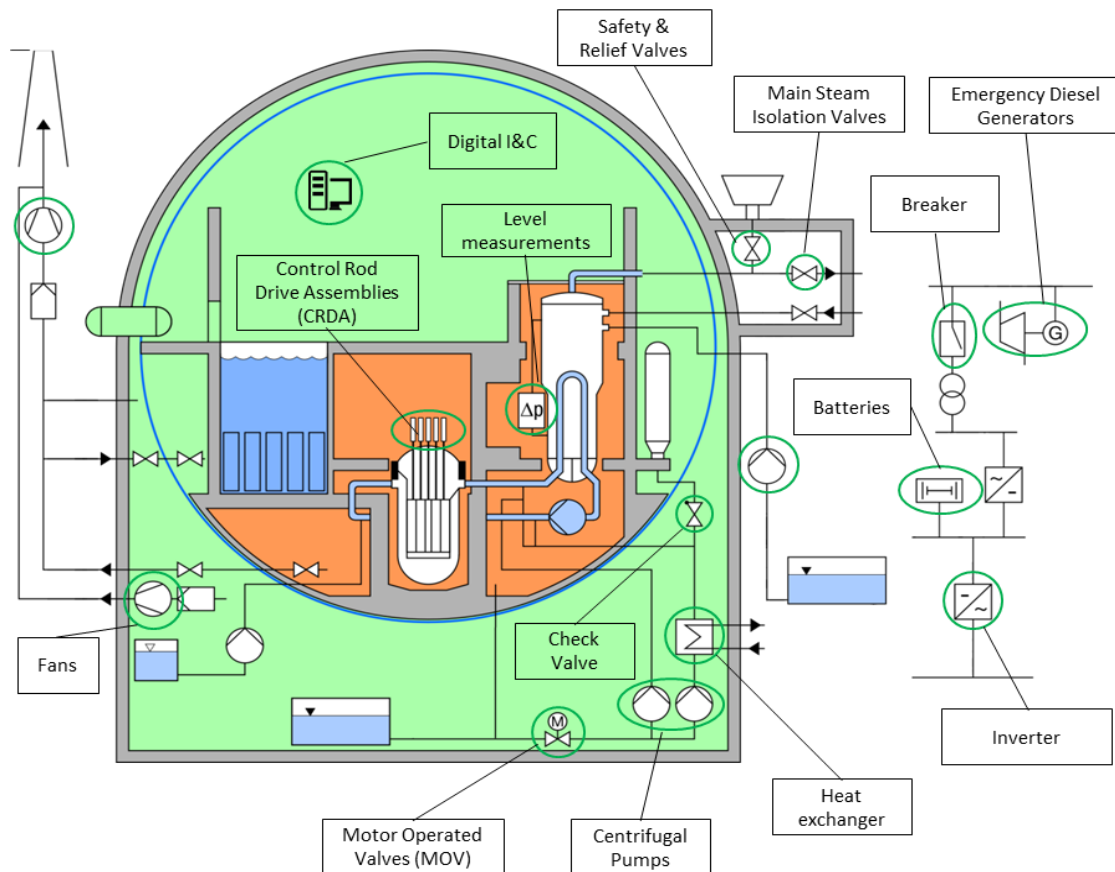 Safety &
Relief Valves
Main Steam
Isolation Valves
Emergency Diesel
Generators
Digital I&C
Breaker
Level
measurements
Control Rod
Drive Assemblies
(CRDA)
G
Δp
Batteries
Fans
Check
Valve
M
Inverter
Heat
exchanger
Motor Operated
Valves (MOV)
Centrifugal
Pumps